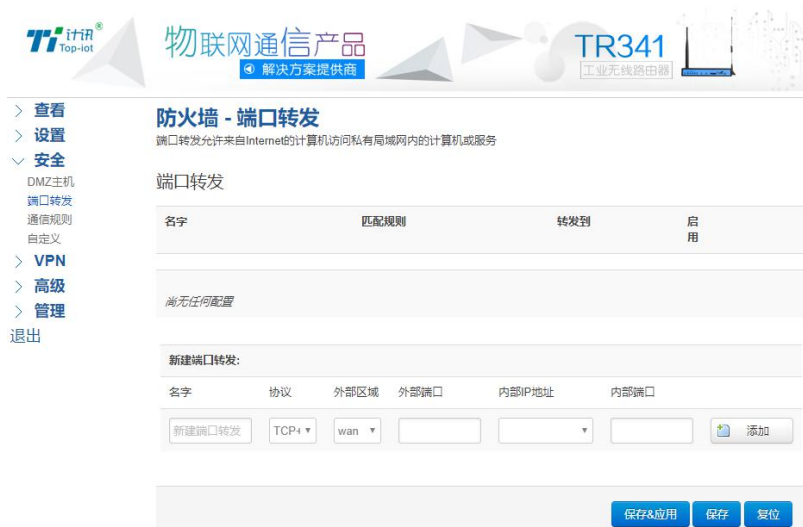 计讯®
Top-iot
物联网通信产品
解决方案提供商
TR341
工业无线路由器
查看
设置
安全
DMZ主机
端口转发
通信规则
自定义
VPN
高级
管理
退出
防火墙 - 端口转发
端口转发允许来自Internet的计算机访问私有局域网内的计算机或服务
端口转发
名字 匹配规则 转发到 启用
尚无任何配置
新建端口转发:
名字 协议 外部区域 外部端口 内部IP地址 内部端口
新建端口转发 TCP+ wan 添加
保存&应用 保存 复位